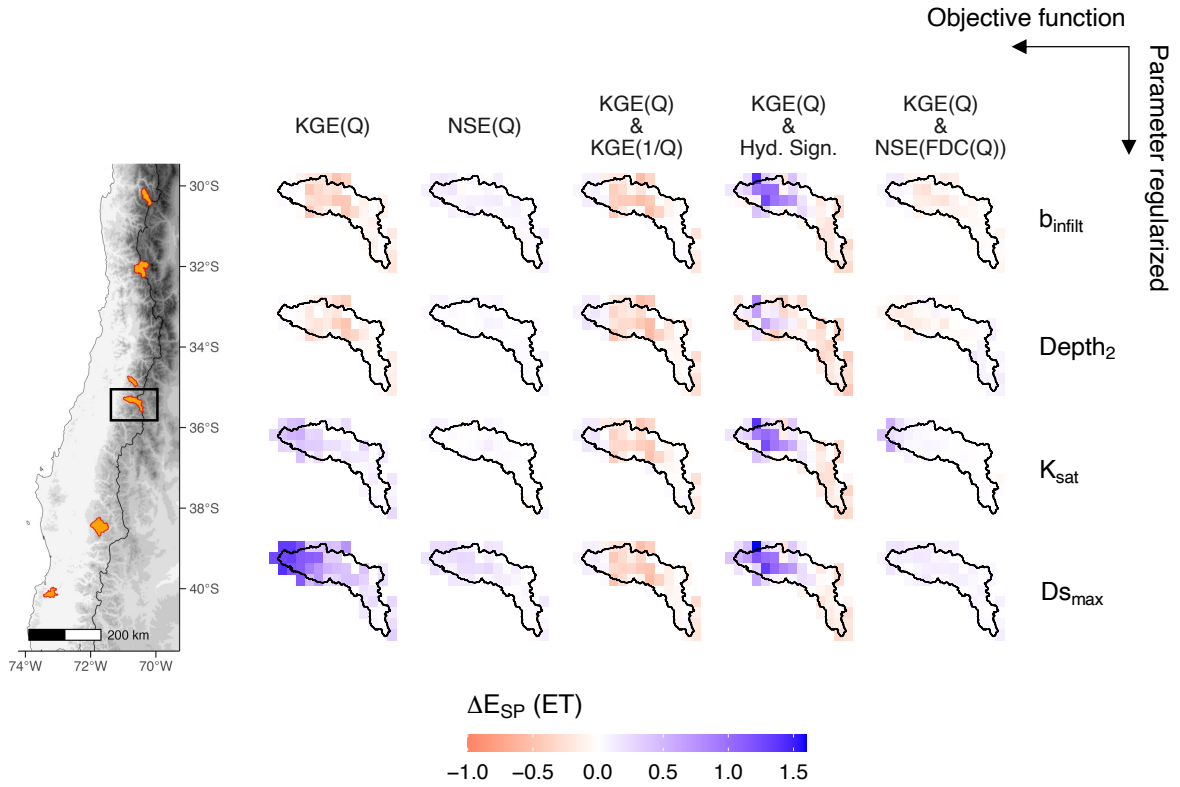 Objective function
Parameter regularized
KGE(Q)
NSE(Q)
KGE(Q)
&
KGE(1/Q)
KGE(Q)
&
Hyd. Sign.
KGE(Q)
&
NSE(FDC(Q))
b_infilt
Depth₂
K_sat
Ds_max
30°S
32°S
34°S
36°S
38°S
40°S
200 km
74°W 72°W 70°W
ΔE_SP (ET)
−1.0 −0.5 0.0 0.5 1.0 1.5